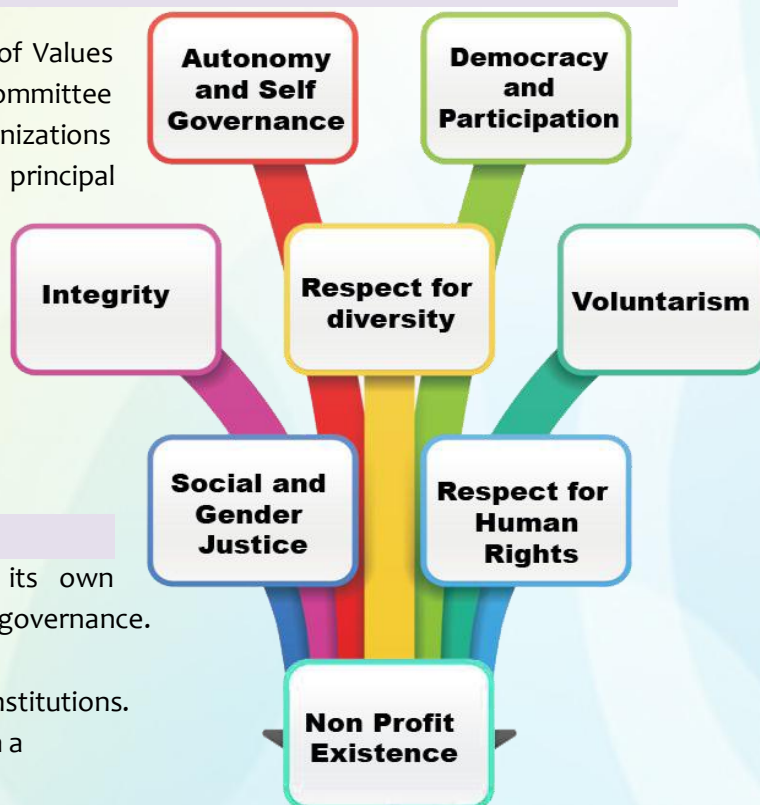 of Values
ommittee
nizations
principal
Autonomy
and Self
Governance
Democracy
and
Participation
Integrity
Respect for
diversity
Voluntarism
Social and
Gender
Justice
Respect for
Human
Rights
its own
governance.
nstitutions.
a
Non Profit
Existence